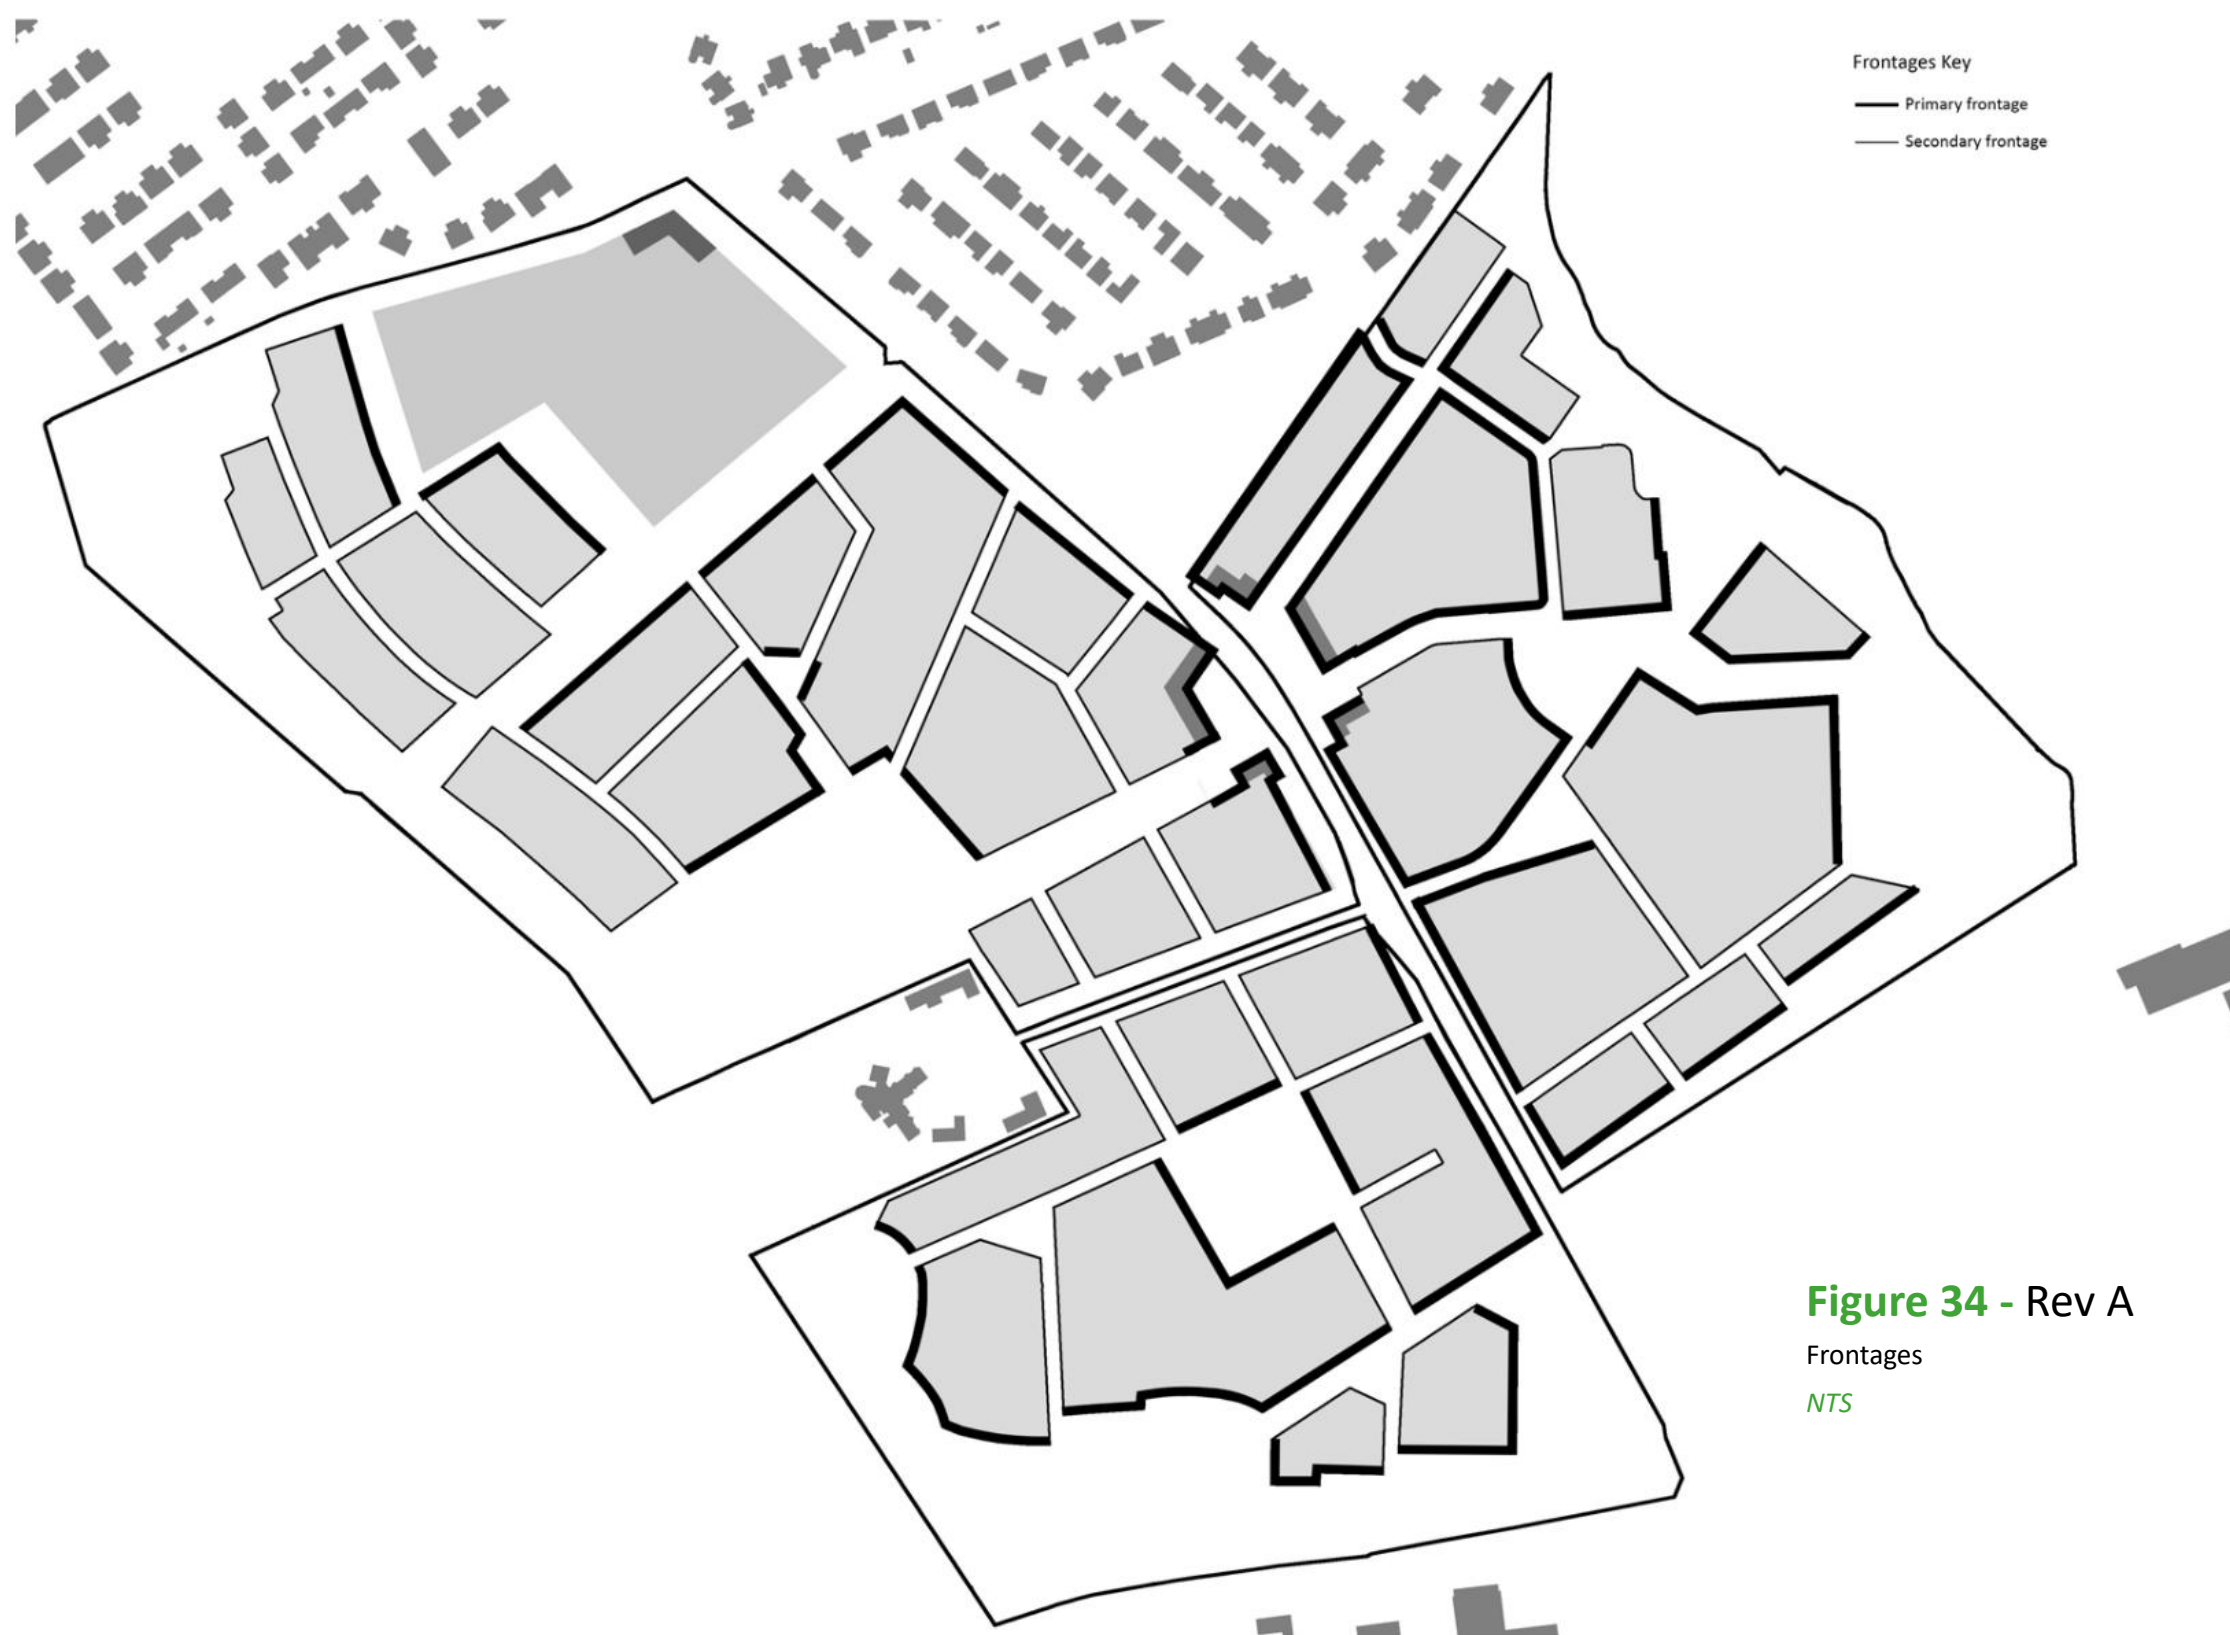 Frontages Key
Primary frontage
Secondary frontage
Figure 34 - Rev A
Frontages
NTS